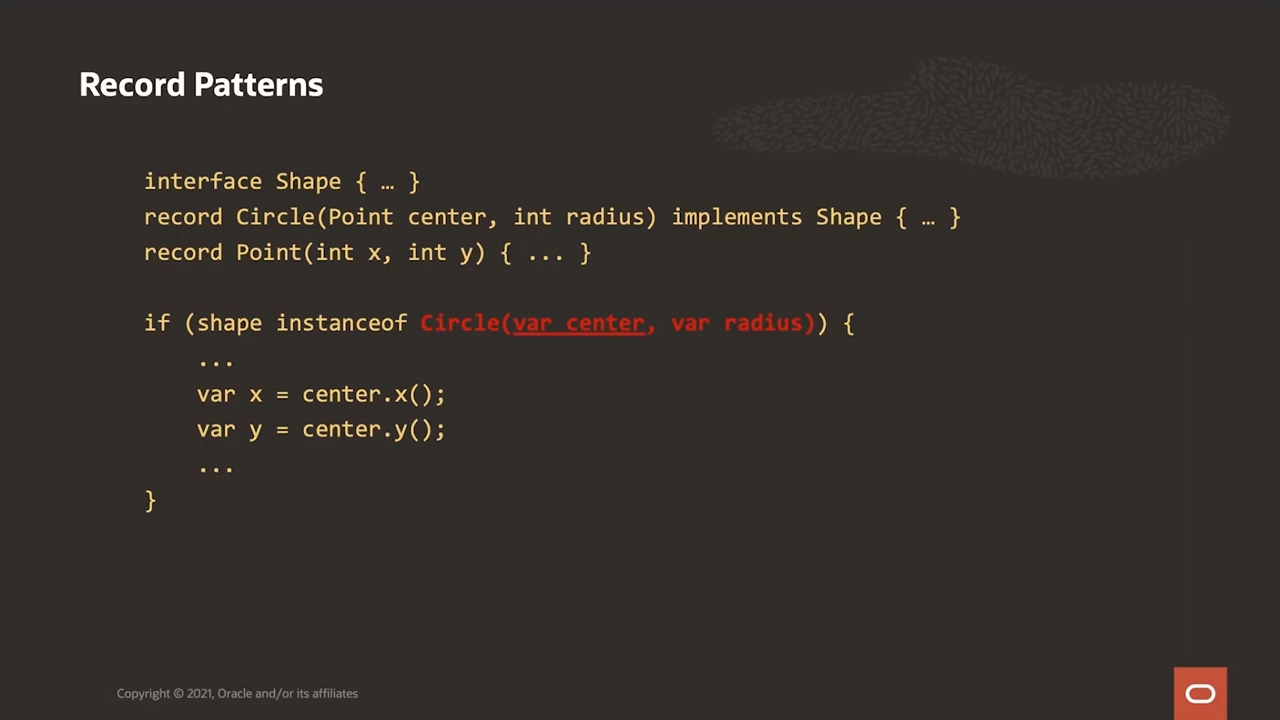 Record Patterns
interface Shape { … }
record Circle(Point center, int radius) implements Shape { … }
record Point(int x, int y) { ... }
if (shape instanceof Circle(var center, var radius)) {
...
var x = center.x();
var y = center.y();
...
}
Copyright © 2021, Oracle and/or its affiliates